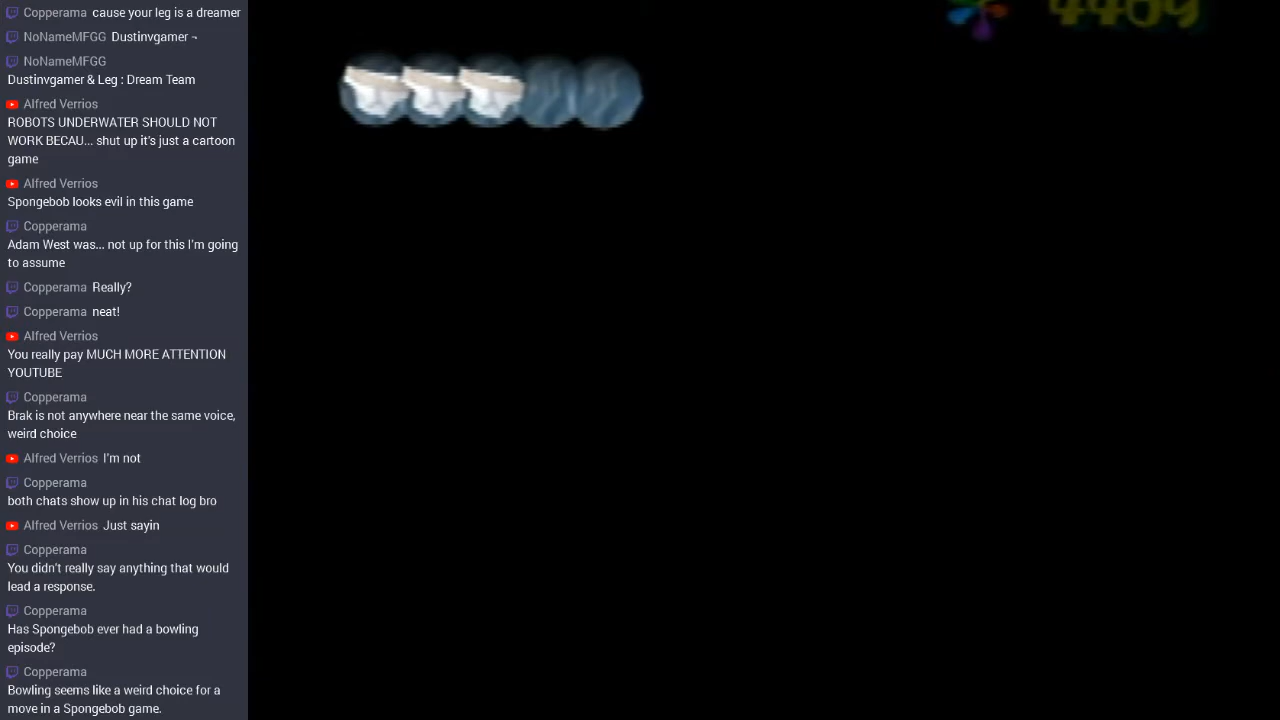 Copperama cause your leg is a dreamer
NoNameMFGG Dustinvgamer ¬
NoNameMFGG
Dustinvgamer & Leg : Dream Team
Alfred Verrios
ROBOTS UNDERWATER SHOULD NOT
WORK BECAU... shut up it's just a cartoon
game
Alfred Verrios
Spongebob looks evil in this game
Copperama
Adam West was... not up for this I'm going
to assume
Copperama Really?
Copperama neat!
Alfred Verrios
You really pay MUCH MORE ATTENTION
YOUTUBE
Copperama
Brak is not anywhere near the same voice,
weird choice
Alfred Verrios I'm not
Copperama
both chats show up in his chat log bro
Alfred Verrios Just sayin
Copperama
You didn't really say anything that would
lead a response.
Copperama
Has Spongebob ever had a bowling
episode?
Copperama
Bowling seems like a weird choice for a
move in a Spongebob game.
4469